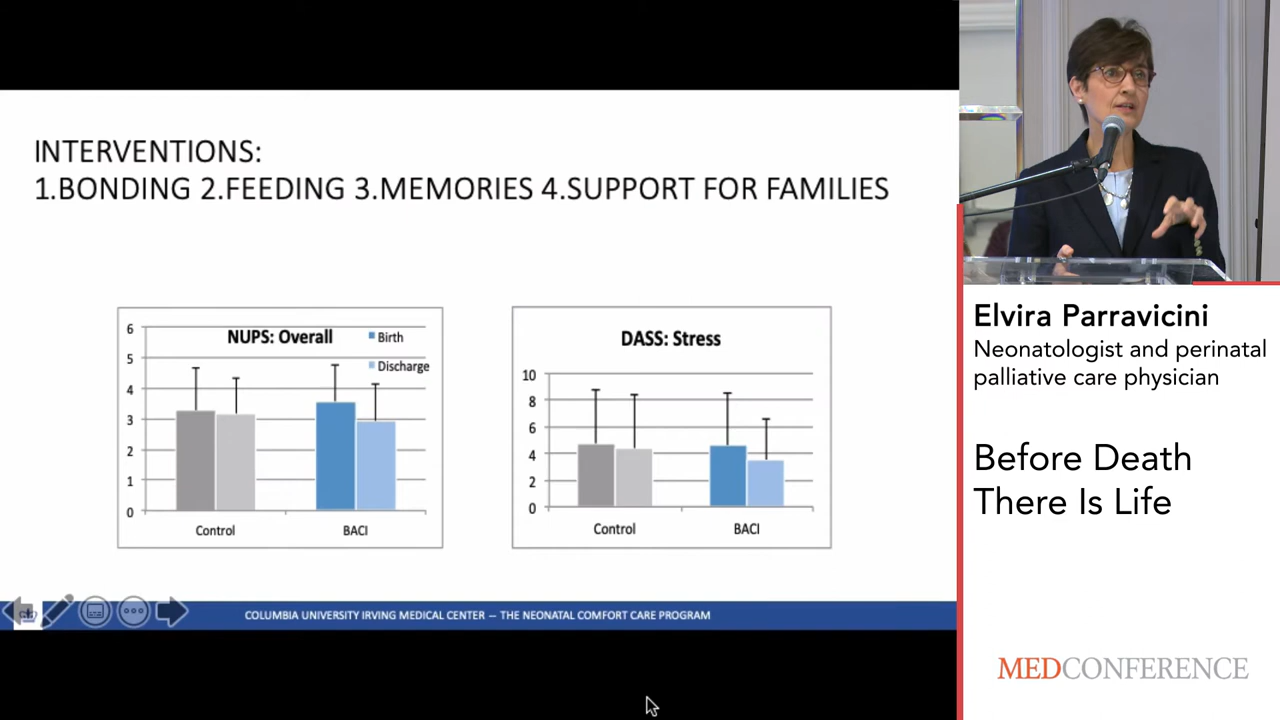 INTERVENTIONS:
1.BONDING 2.FEEDING 3.MEMORIES 4.SUPPORT FOR FAMILIES
NUPS: Overall
Birth
Discharge
6
5
4
3
2
1
0
Control
BACI
DASS: Stress
10
8
6
4
2
0
Control
BACI
COLUMBIA UNIVERSITY IRVING MEDICAL CENTER – THE NEONATAL COMFORT CARE PROGRAM
Elvira Parravicini
Neonatologist and perinatal
palliative care physician
Before Death
There Is Life
MEDCONFERENCE